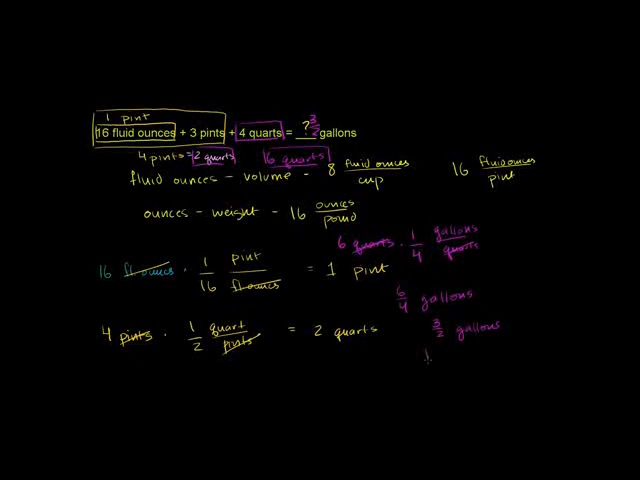 1 pint
16 fluid ounces + 3 pints + 4 quarts = ? 3/2 gallons
4 pints = 2 quarts 16 quarts
fluid ounces - volume - 8 fluid ounces/cup 16 fluid ounces/pint
ounces - weight - 16 ounces/pound
6 quarts · 1/4 gallons/quarts
16 fl ounces · 1/16 pint/fl ounces = 1 pint
6/4 gallons
4 pints · 1/2 quart/pints = 2 quarts
3/2 gallons